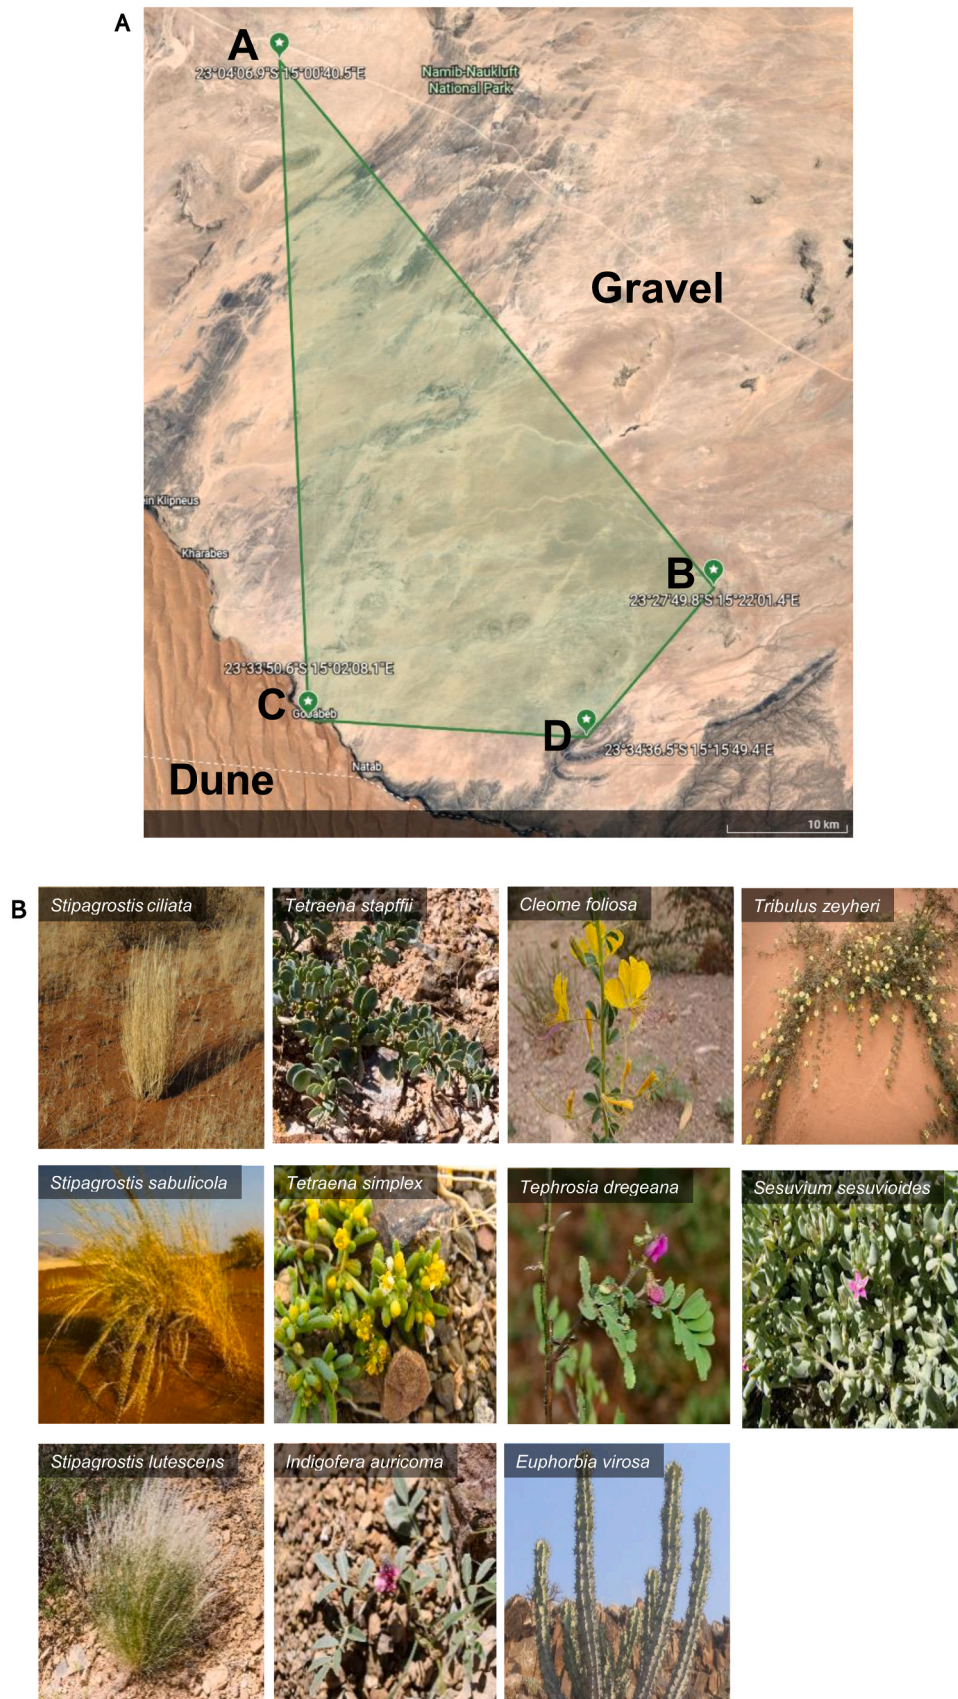 A
A
23°04'06.9"S 15°00'40.5"E
Namib-Naukluft
National Park
Gravel
ein Klipneus
Kharabes
B
23°27'49.8"S 15°22'01.4"E
23°33'50.6"S 15°02'08.1"E
C
Gobabeb
D
23°34'36.5"S 15°15'49.4"E
Natab
Dune
10 km
B
Stipagrostis ciliata
Tetraena stapffii
Cleome foliosa
Tribulus zeyheri
Stipagrostis sabulicola
Tetraena simplex
Tephrosia dregeana
Sesuvium sesuvioides
Stipagrostis lutescens
Indigofera auricoma
Euphorbia virosa